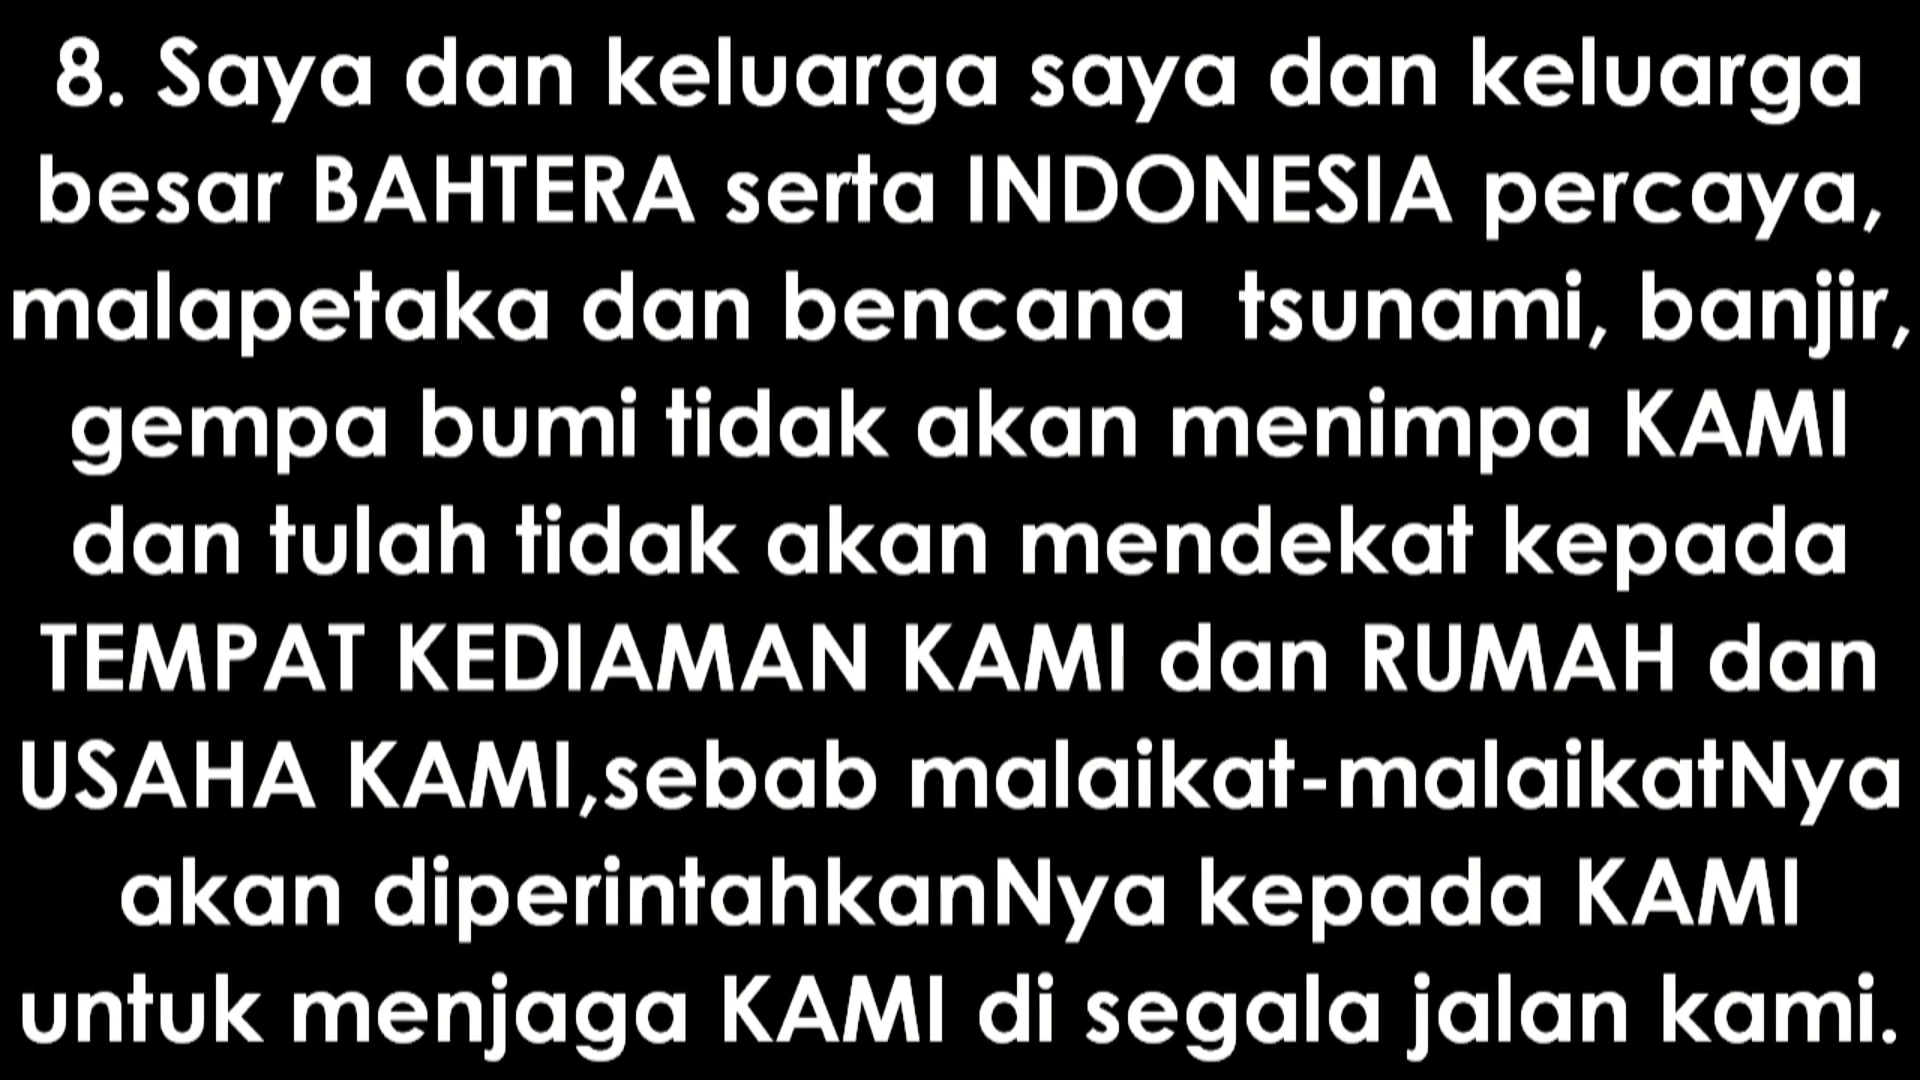 8. Saya dan keluarga saya dan keluarga
besar BAHTERA serta INDONESIA percaya,
malapetaka dan bencana  tsunami, banjir,
gempa bumi tidak akan menimpa KAMI
dan tulah tidak akan mendekat kepada
TEMPAT KEDIAMAN KAMI dan RUMAH dan
USAHA KAMI,sebab malaikat-malaikatNya
akan diperintahkanNya kepada KAMI
untuk menjaga KAMI di segala jalan kami.